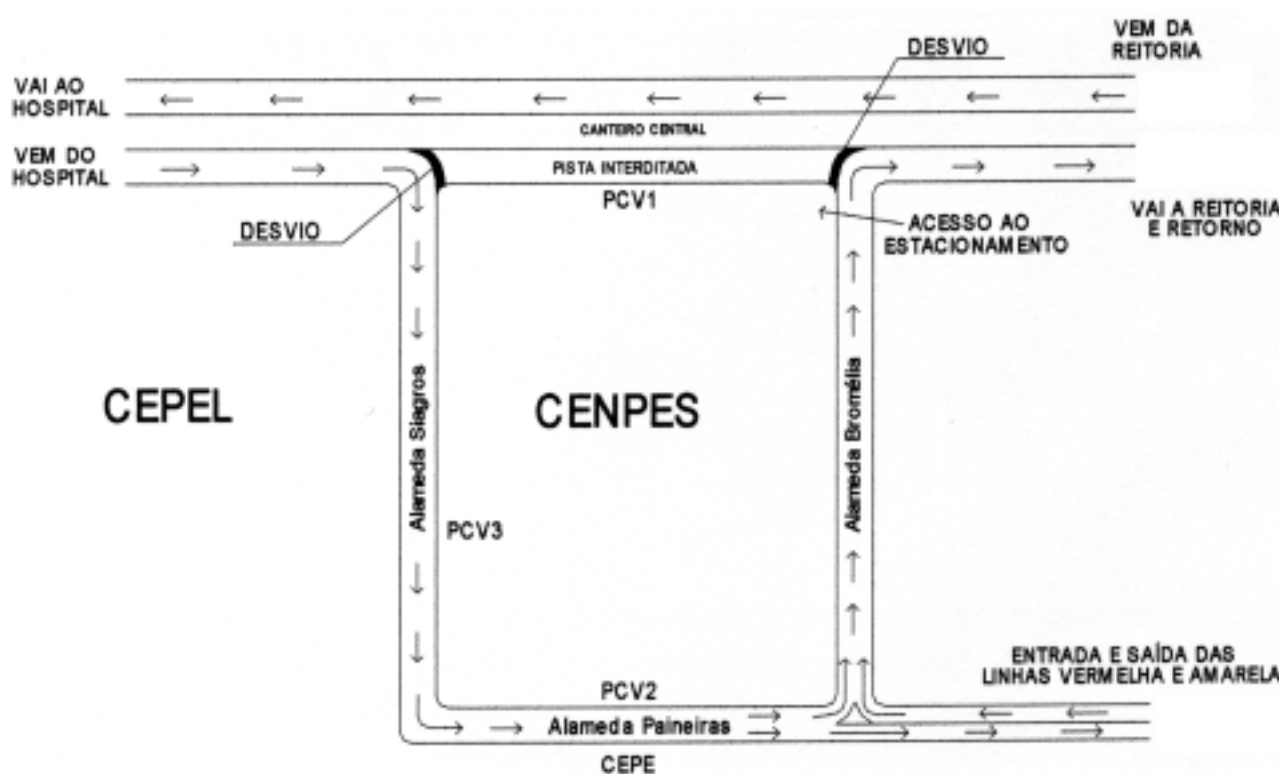 DESVIO
VEM DA
REITORIA
VAI AO
HOSPITAL
CANTEIRO CENTRAL
VEM DO
HOSPITAL
PISTA INTERDITADA
PCV1
DESVIO
ACESSO AO
ESTACIONAMENTO
VAI A REITORIA
E RETORNO
CEPEL
Alameda Siagros
CENPES
Alameda Bromélia
PCV3
ENTRADA E SAÍDA DAS
LINHAS VERMELHA E AMARELA
PCV2
Alameda Paineiras
CEPE